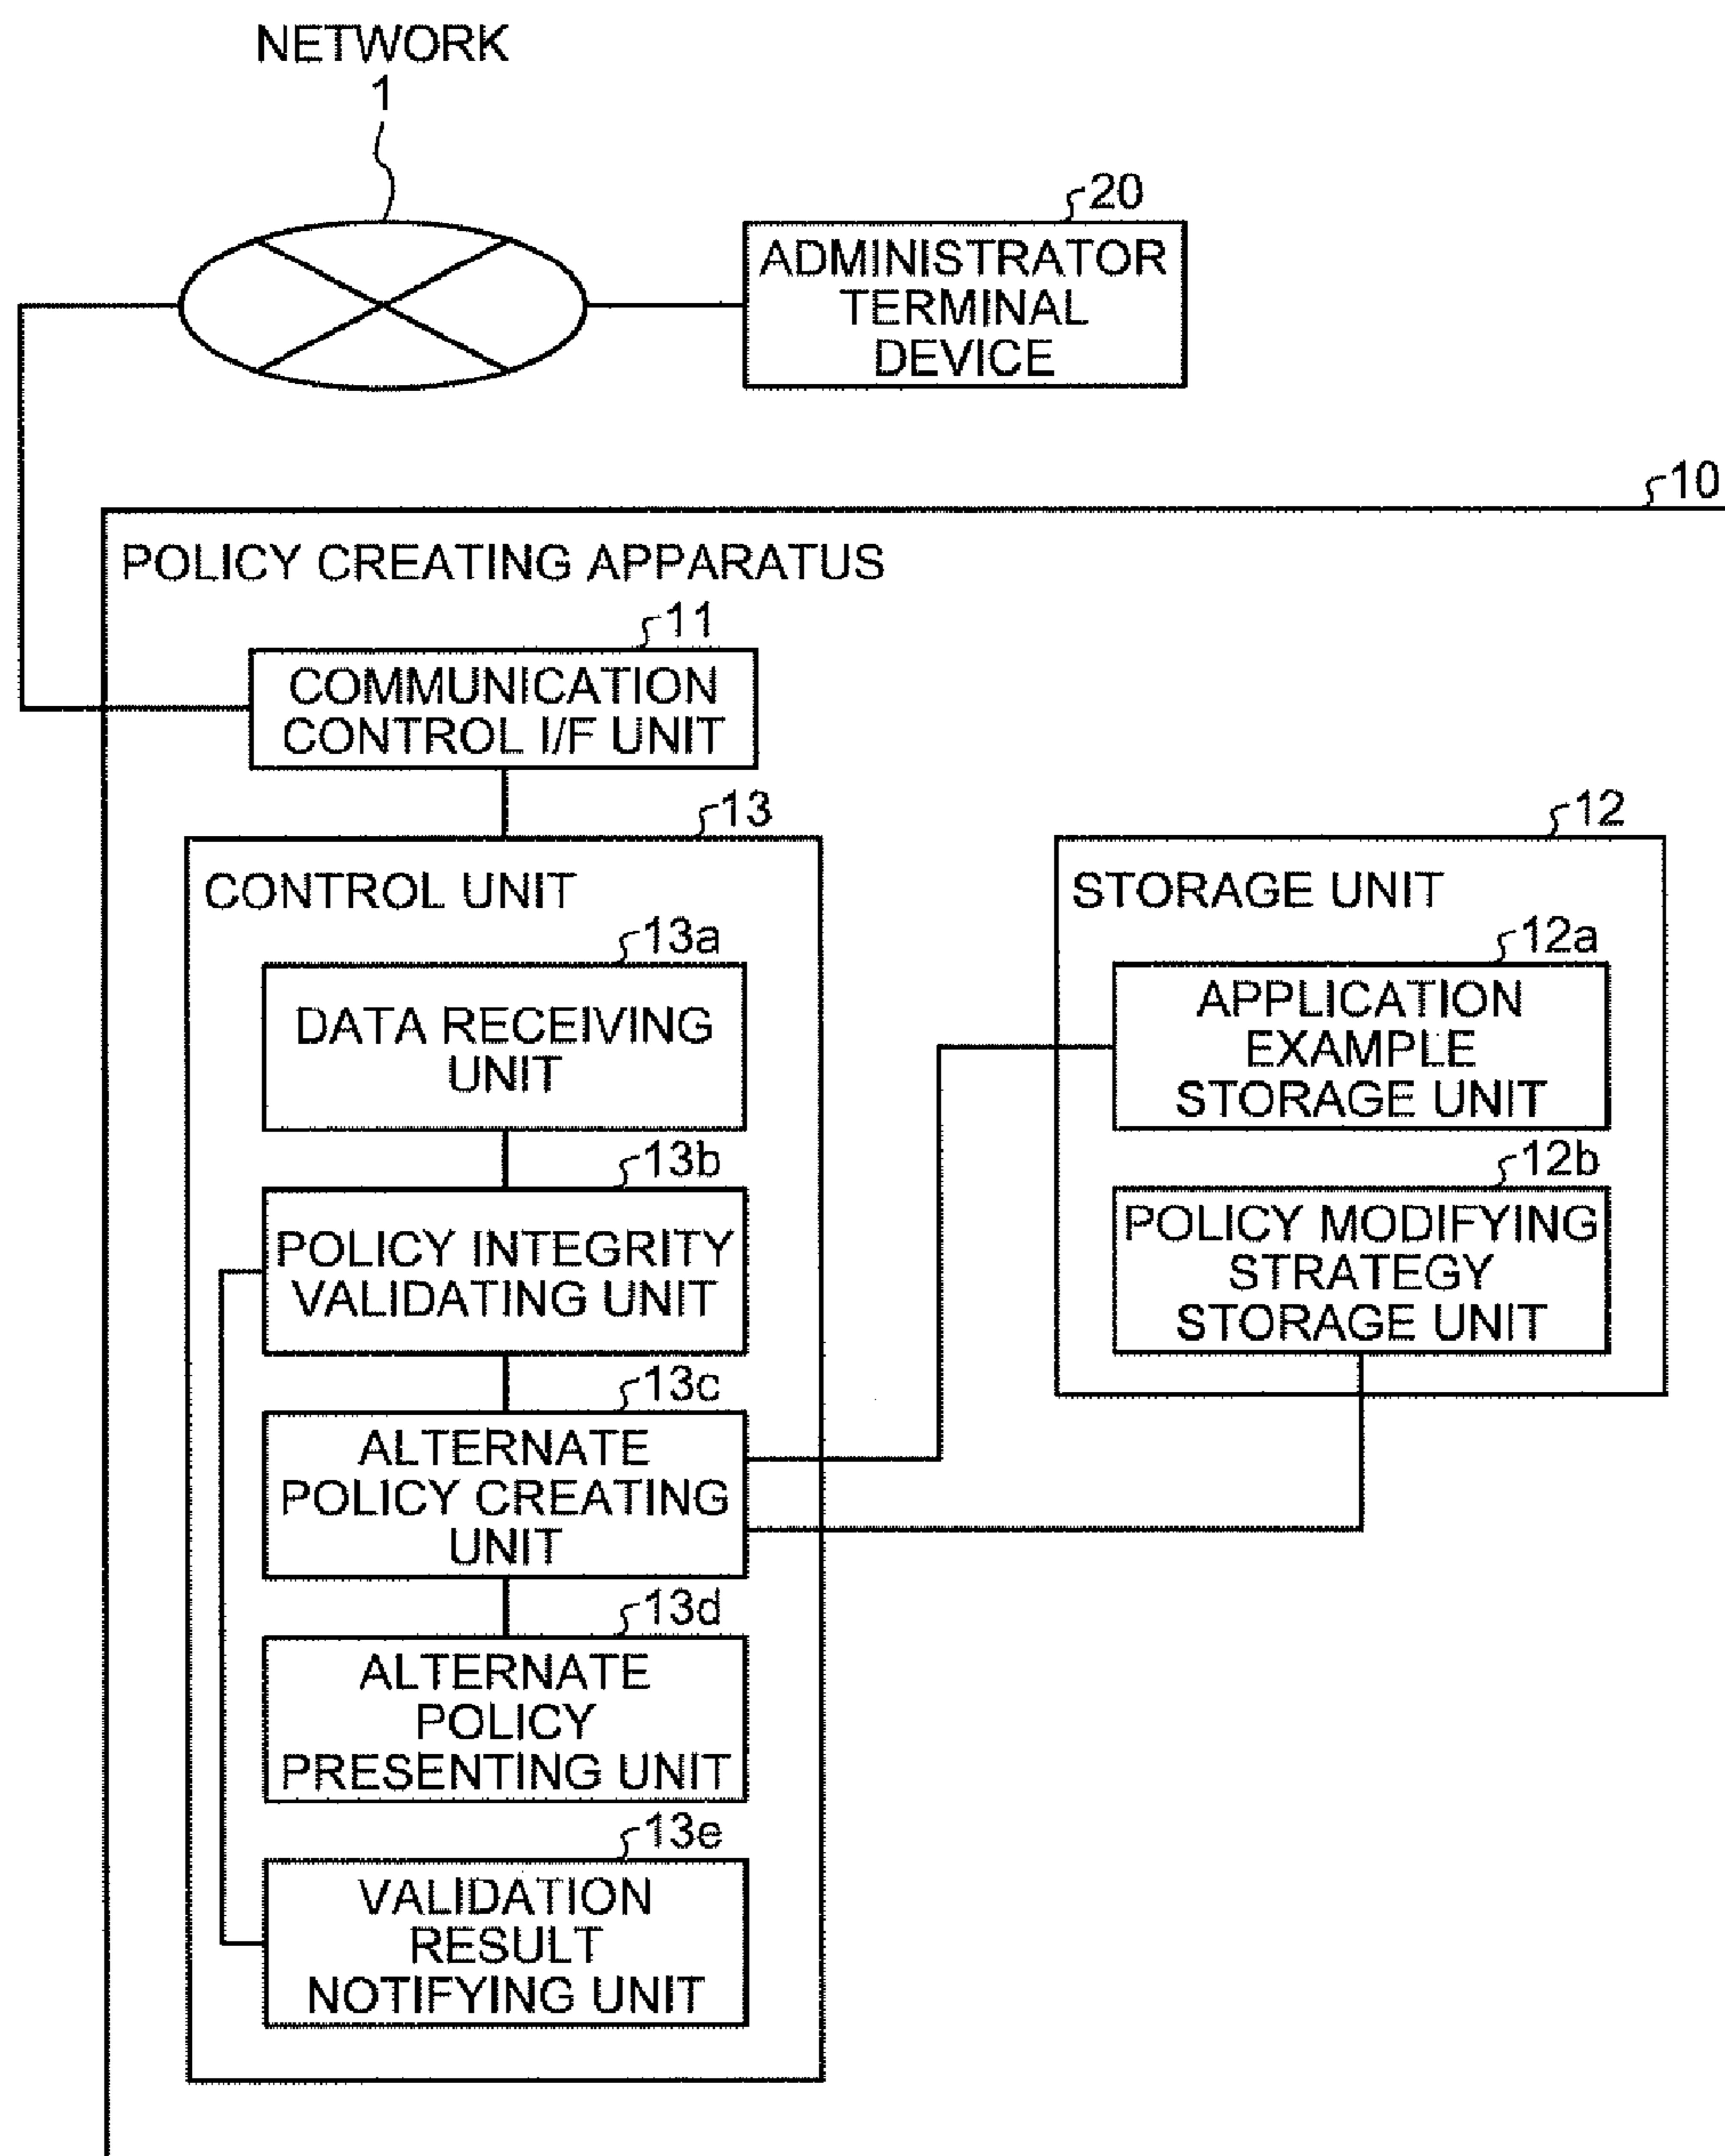 NETWORK
1
20
ADMINISTRATOR
TERMINAL
DEVICE
10
POLICY CREATING APPARATUS
11
COMMUNICATION
CONTROL I/F UNIT
13
CONTROL UNIT
13a
DATA RECEIVING
UNIT
13b
POLICY INTEGRITY
VALIDATING UNIT
13c
ALTERNATE
POLICY CREATING
UNIT
13d
ALTERNATE
POLICY
PRESENTING UNIT
13e
VALIDATION
RESULT
NOTIFYING UNIT
12
STORAGE UNIT
12a
APPLICATION
EXAMPLE
STORAGE UNIT
12b
POLICY MODIFYING
STRATEGY
STORAGE UNIT